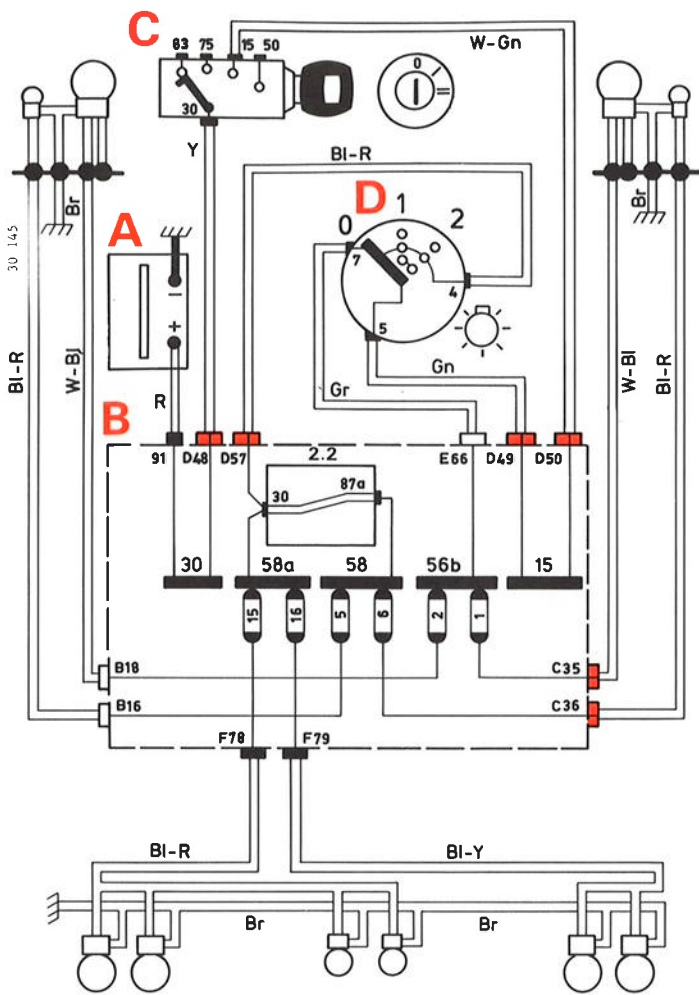 C
83 75 15 50
30
Y
W-Gn
0
Bl-R
D
0 1 2
7
4
5
A
–
+
R
Br
Br
30 145
Bl-R
W-Bl
W-Bl
Bl-R
Gr
Gn
B
91 D48 D57 2.2 E66 D49 D50
30 87a
30 58a 58 56b 15
15 16 5 6 2 1
B18 C35
B16 C36
F78 F79
Bl-R Bl-Y
Br Br